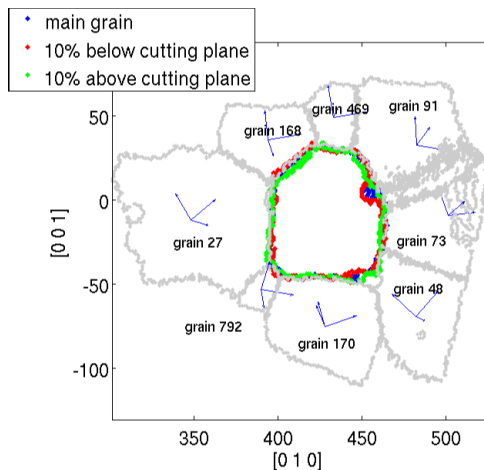 main grain
10% below cutting plane
10% above cutting plane
grain 469
grain 91
grain 168
grain 27
grain 73
grain 48
grain 792
grain 170
50
0
-50
-100
[0 0 1]
350
400
450
500
[0 1 0]